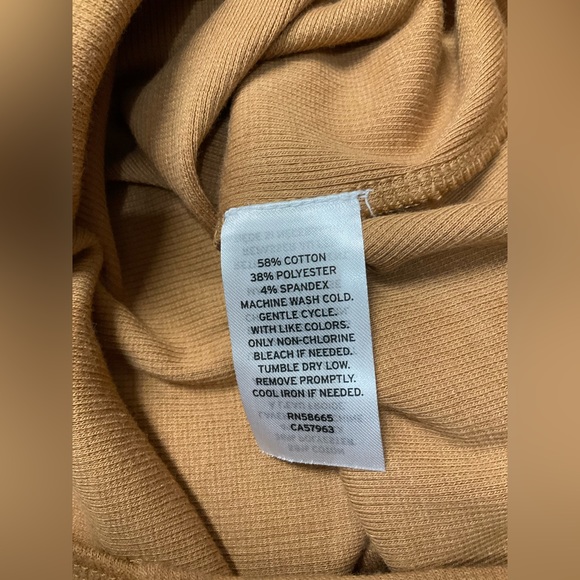 58% COTTON
38% POLYESTER
4% SPANDEX
MACHINE WASH COLD.
GENTLE CYCLE.
WITH LIKE COLORS.
ONLY NON-CHLORINE
BLEACH IF NEEDED.
TUMBLE DRY LOW.
REMOVE PROMPTLY.
COOL IRON IF NEEDED.
RN58665
CA57963